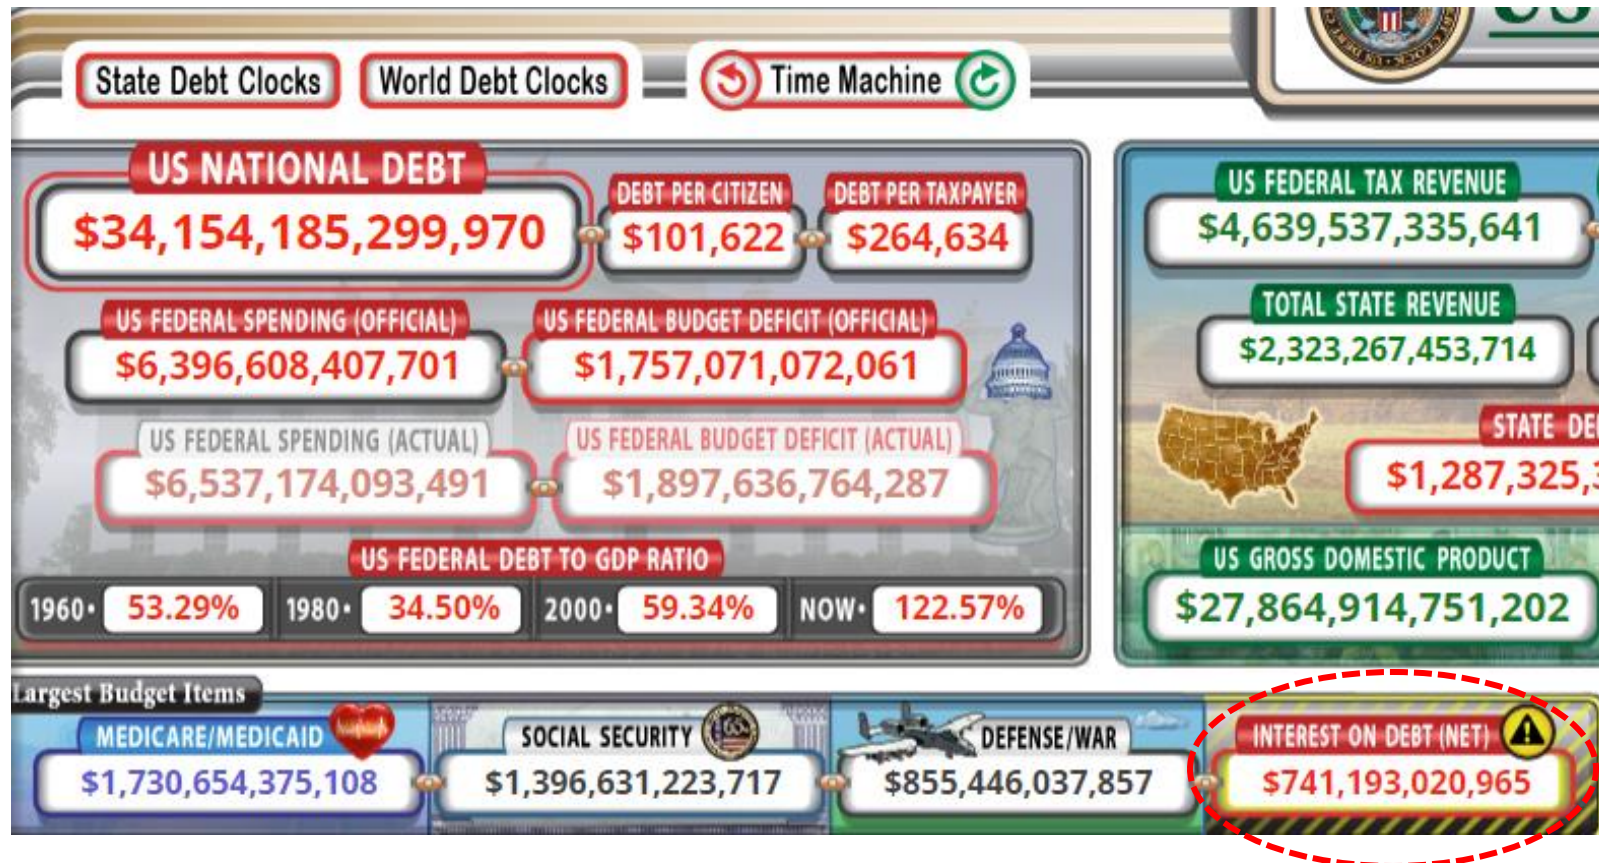 US
State Debt Clocks
World Debt Clocks
Time Machine
US NATIONAL DEBT
$34,154,185,299,970
DEBT PER CITIZEN
$101,622
DEBT PER TAXPAYER
$264,634
US FEDERAL SPENDING (OFFICIAL)
$6,396,608,407,701
US FEDERAL BUDGET DEFICIT (OFFICIAL)
$1,757,071,072,061
US FEDERAL SPENDING (ACTUAL)
$6,537,174,093,491
US FEDERAL BUDGET DEFICIT (ACTUAL)
$1,897,636,764,287
US FEDERAL DEBT TO GDP RATIO
1960• 53.29% 1980• 34.50% 2000• 59.34% NOW• 122.57%
US FEDERAL TAX REVENUE
$4,639,537,335,641
TOTAL STATE REVENUE
$2,323,267,453,714
STATE DE
$1,287,325,3
US GROSS DOMESTIC PRODUCT
$27,864,914,751,202
Largest Budget Items
MEDICARE/MEDICAID
$1,730,654,375,108
SOCIAL SECURITY
$1,396,631,223,717
DEFENSE/WAR
$855,446,037,857
INTEREST ON DEBT (NET)
$741,193,020,965